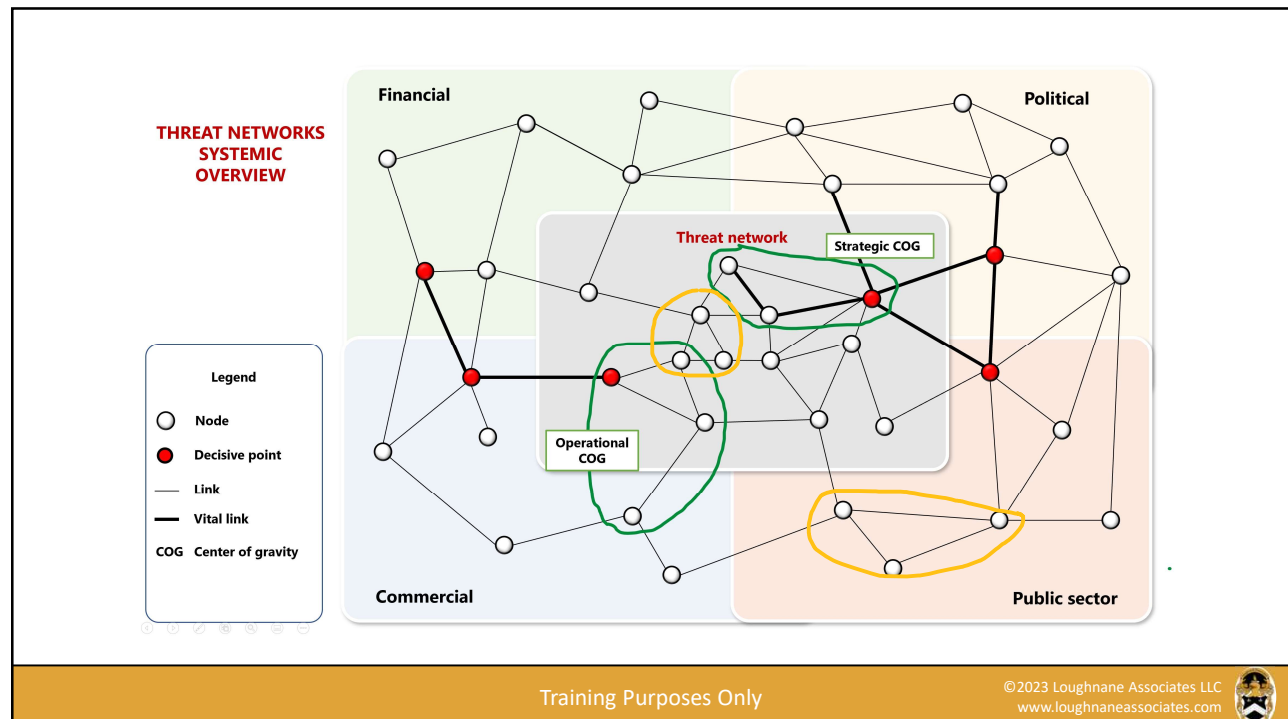 THREAT NETWORKS
SYSTEMIC
OVERVIEW
Financial
Political
Threat network
Strategic COG
Operational
COG
Commercial
Public sector
Legend
Node
Decisive point
Link
Vital link
COG Center of gravity
Training Purposes Only
©2023 Loughnane Associates LLC
www.loughnaneassociates.com